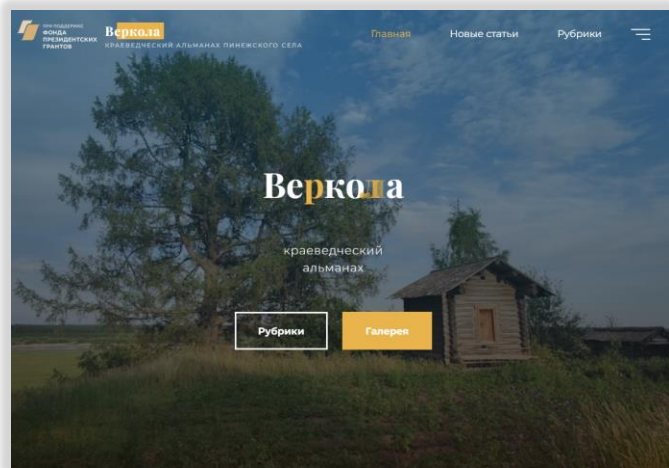 ПРИ ПОДДЕРЖКЕ
ФОНДА
ПРЕЗИДЕНТСКИХ
ГРАНТОВ
Веркола
КРАЕВЕДЧЕСКИЙ АЛЬМАНАХ ПИНЕЖСКОГО СЕЛА
Главная
Новые статьи
Рубрики
Веркола
краеведческий
альманах
Рубрики
Галерея